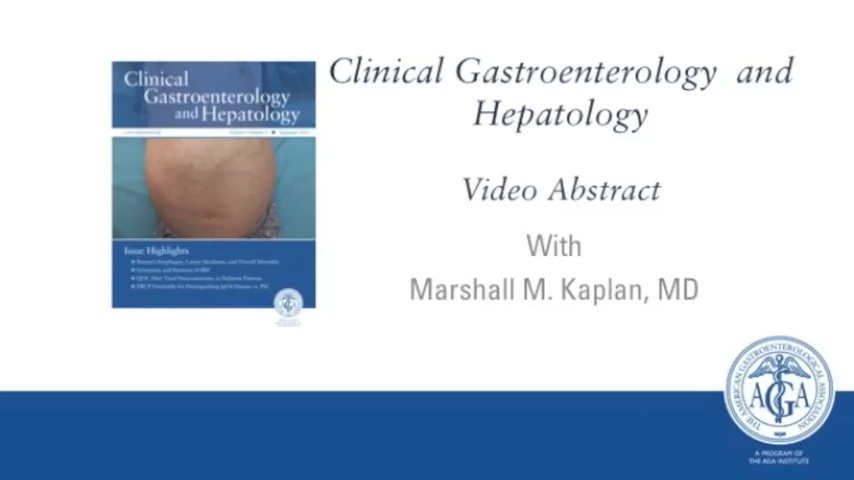 Clinical Gastroenterology and
Hepatology
Video Abstract
With
Marshall M. Kaplan, MD
Clinical
Gastroenterology
and Hepatology
Issue Highlights
THE AMERICAN GASTROENTEROLOGICAL ASSOCIATION
AGA
A PROGRAM OF
THE AGA INSTITUTE